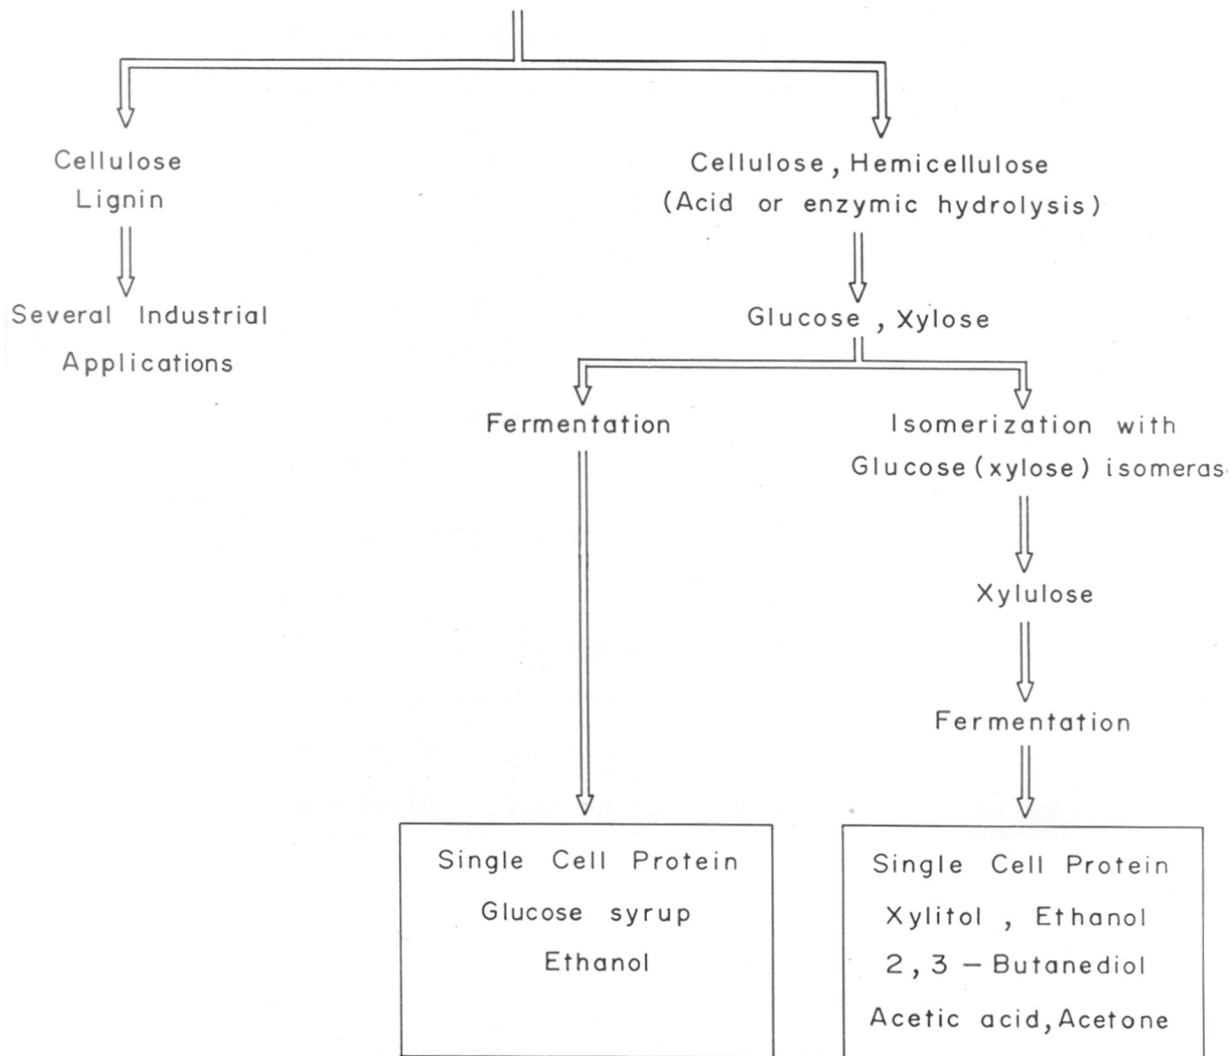 Cellulose
Lignin
Several Industrial
Applications
Cellulose, Hemicellulose
(Acid or enzymic hydrolysis)
Glucose, Xylose
Fermentation
Isomerization with
Glucose (xylose) isomeras
Xylulose
Fermentation
Single Cell Protein
Glucose syrup
Ethanol
Single Cell Protein
Xylitol, Ethanol
2,3 – Butanediol
Acetic acid, Acetone